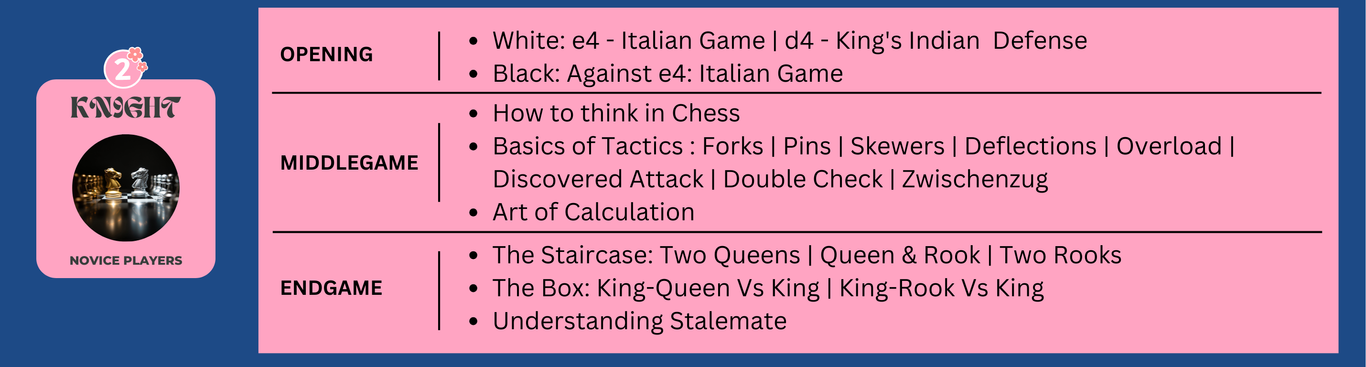 2
KNIGHT
NOVICE PLAYERS
OPENING
• White: e4 - Italian Game | d4 - King's Indian  Defense
• Black: Against e4: Italian Game
MIDDLEGAME
• How to think in Chess
• Basics of Tactics : Forks | Pins | Skewers | Deflections | Overload |
Discovered Attack | Double Check | Zwischenzug
• Art of Calculation
ENDGAME
• The Staircase: Two Queens | Queen & Rook | Two Rooks
• The Box: King-Queen Vs King | King-Rook Vs King
• Understanding Stalemate